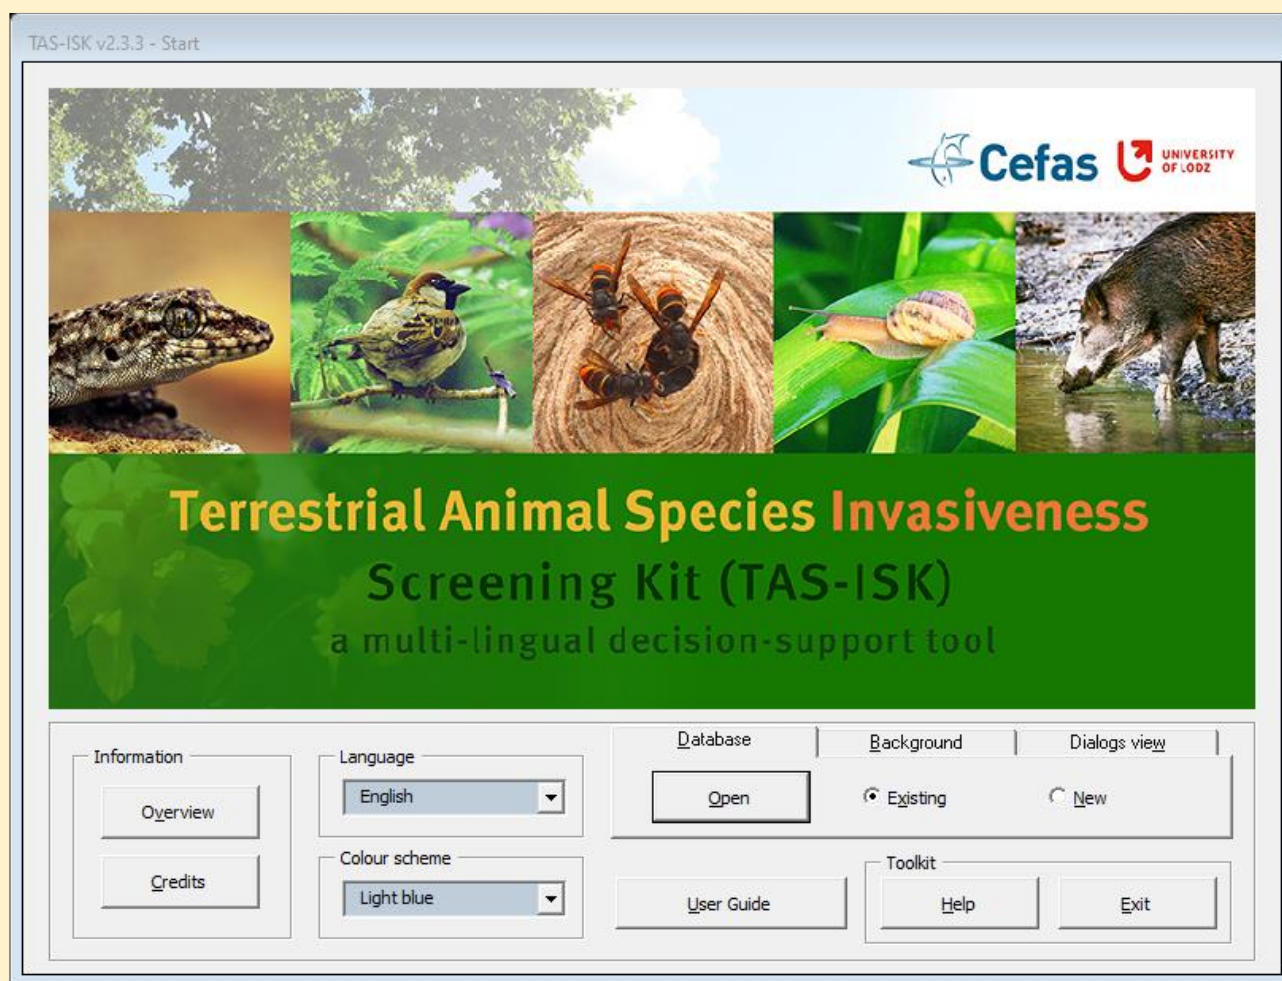 TAS-ISK v2.3.3 - Start
Cefas
UNIVERSITY
OF LODZ
Terrestrial Animal Species Invasiveness
Screening Kit (TAS-ISK)
a multi-lingual decision-support tool
Information
Overview
Credits
Language
English
Colour scheme
Light blue
Database
Background
Dialogs view
Open
Existing
New
User Guide
Toolkit
Help
Exit